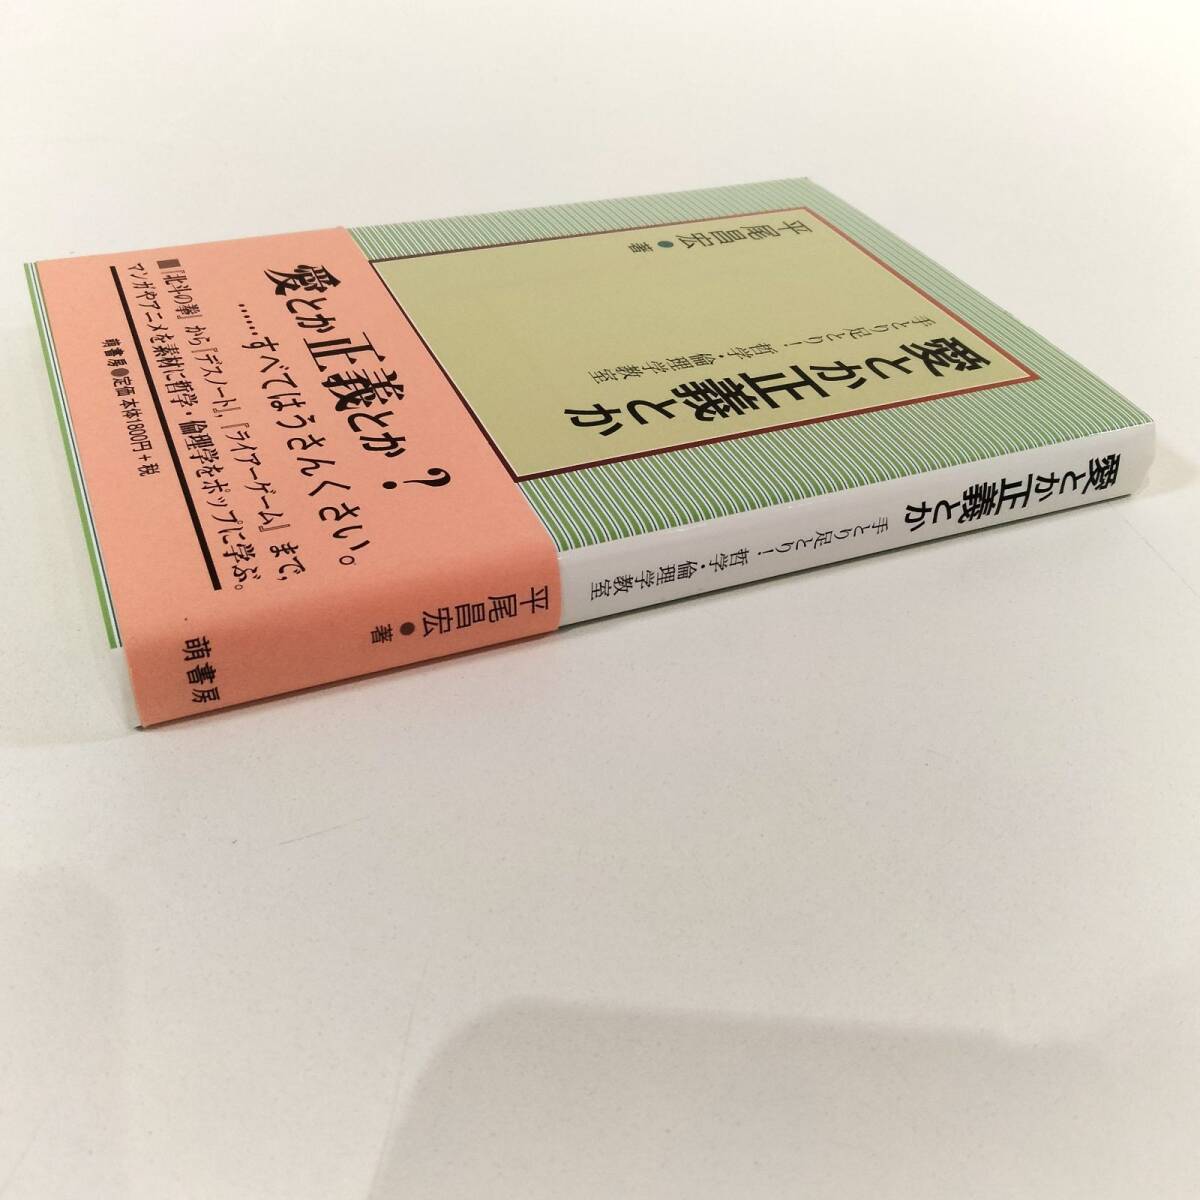 平尾昌宏●著
手とり足とり！ 哲学・倫理学教室
愛とか正義とか
愛とか正義とか？
……すべてはうさんくさい。
■『北斗の拳』から『デスノート』,『ライアーゲーム』まで,
マンガやアニメを素材に哲学・倫理学をポップに学ぶ。
萌書房●定価 本体1800円＋税
愛とか正義とか
手とり足とり！ 哲学・倫理学教室
平尾昌宏●著
萌書房